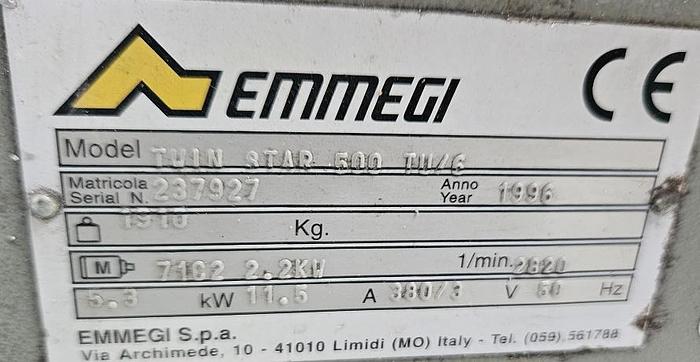 EMMEGI CE
Model TWIN STAR 500 TU/6
Matricola Serial N. 237927 Anno Year 1996
1910 Kg.
M 71G2 2.2KW 1/min. 2820
5.3 kW 11.5 A 380/3 V 50 Hz
EMMEGI S.p.a.
Via Archimede, 10 - 41010 Limidi (MO) Italy - Tel. (059) 561788